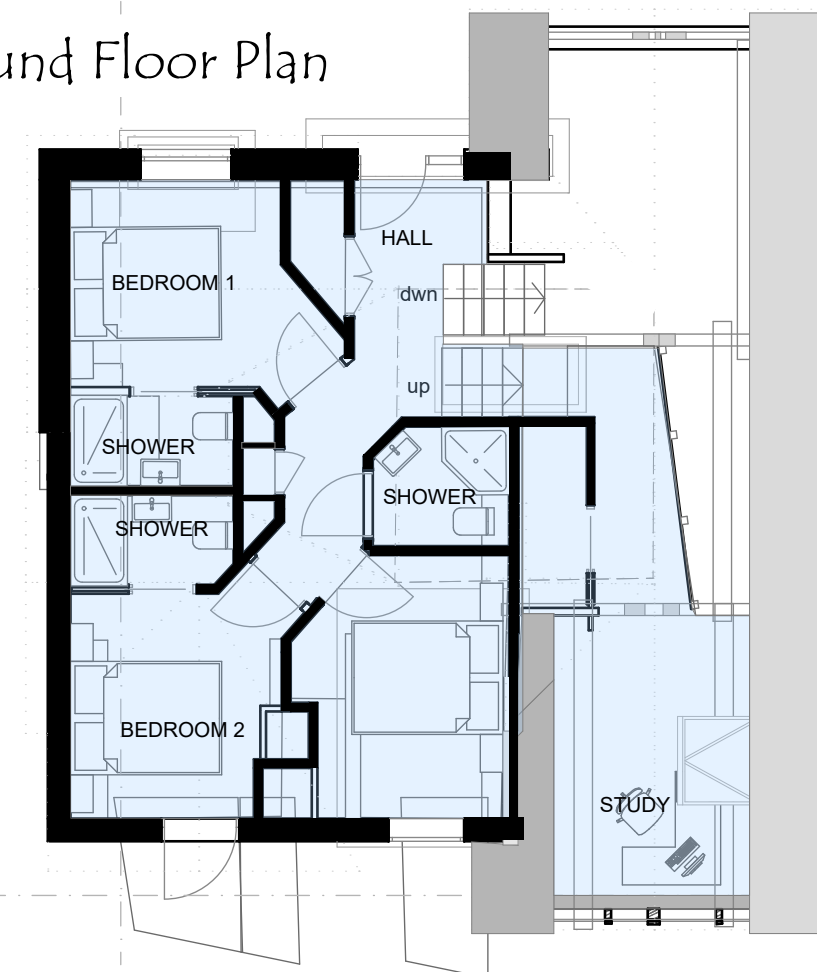 und Floor Plan
HALL
BEDROOM 1
dwn
up
SHOWER
SHOWER
SHOWER
BEDROOM 2
STUDY